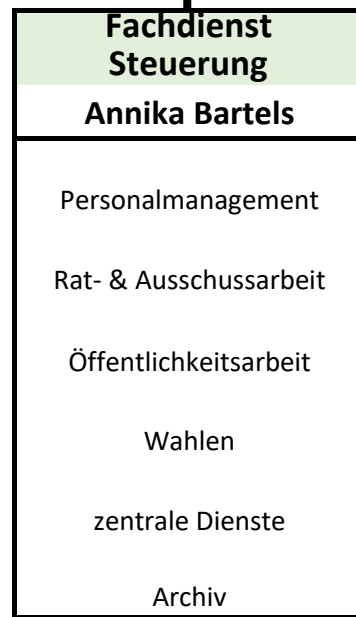 Fachdienst
Steuerung
Annika Bartels
Personalmanagement
Rat- & Ausschussarbeit
Öffentlichkeitsarbeit
Wahlen
zentrale Dienste
Archiv